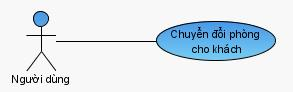 Chuyển đổi phòng
cho khách
Người dùng